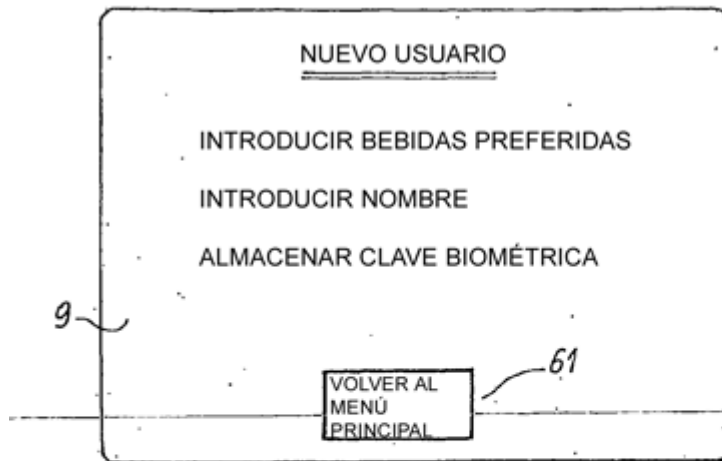 NUEVO USUARIO
INTRODUCIR BEBIDAS PREFERIDAS
INTRODUCIR NOMBRE
ALMACENAR CLAVE BIOMÉTRICA
9
61
VOLVER AL
MENÚ
PRINCIPAL